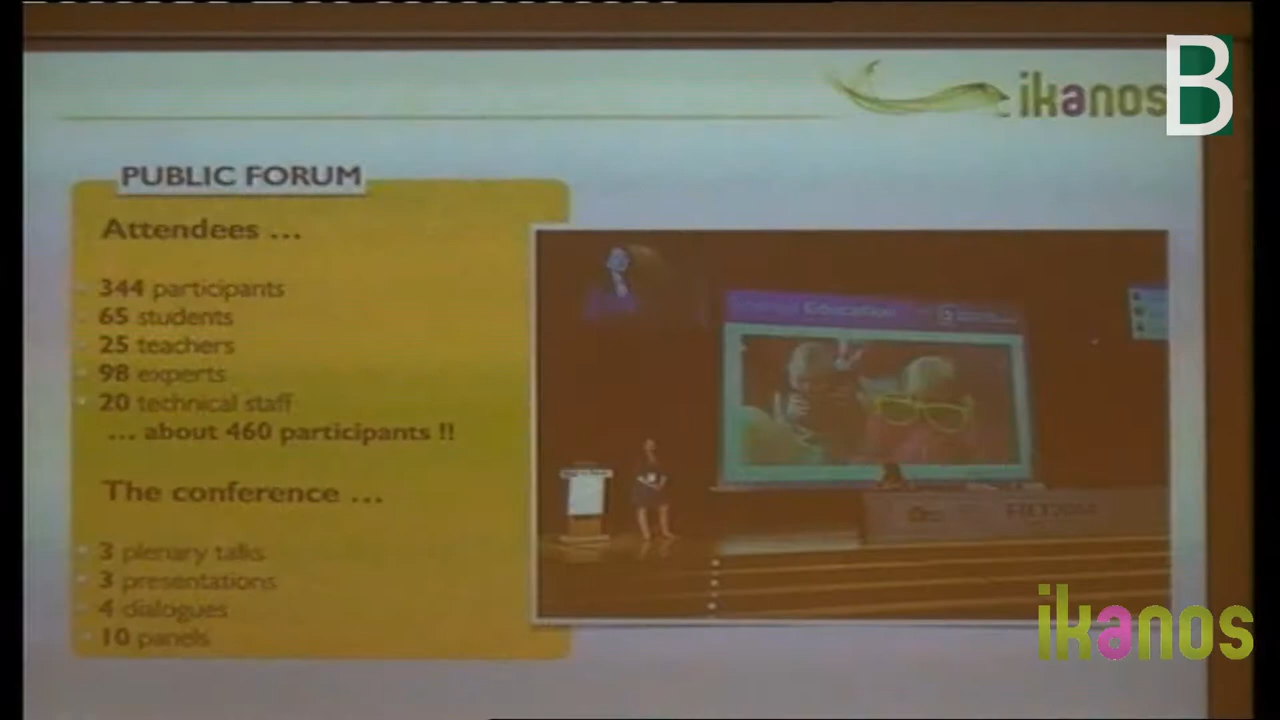 ikanos
B
PUBLIC FORUM
Attendees ...
344 participants
65 students
25 teachers
98 experts
20 technical staff
... about 460 participants !!
The conference ...
3 plenary talks
3 presentations
4 dialogues
10 panels
Education
ikanos